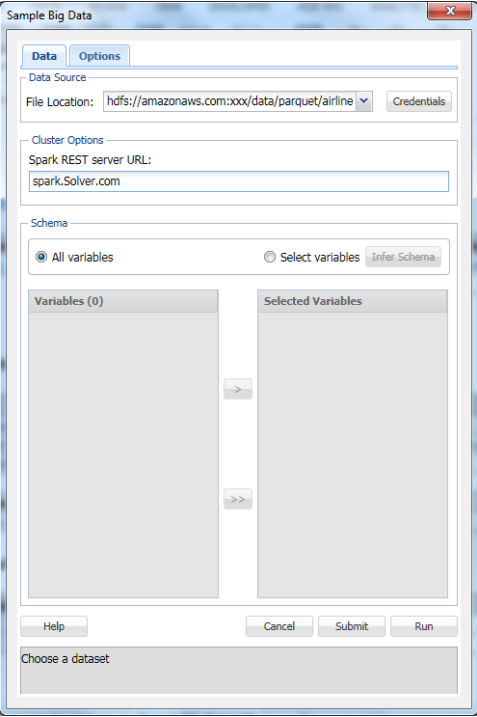 Sample Big Data
Data Options
Data Source
File Location: hdfs://amazonaws.com:xxx/data/parquet/airline Credentials
Cluster Options
Spark REST server URL:
spark.Solver.com
Schema
All variables Select variables Infer Schema
Variables (0) Selected Variables
>
>>
Help Cancel Submit Run
Choose a dataset